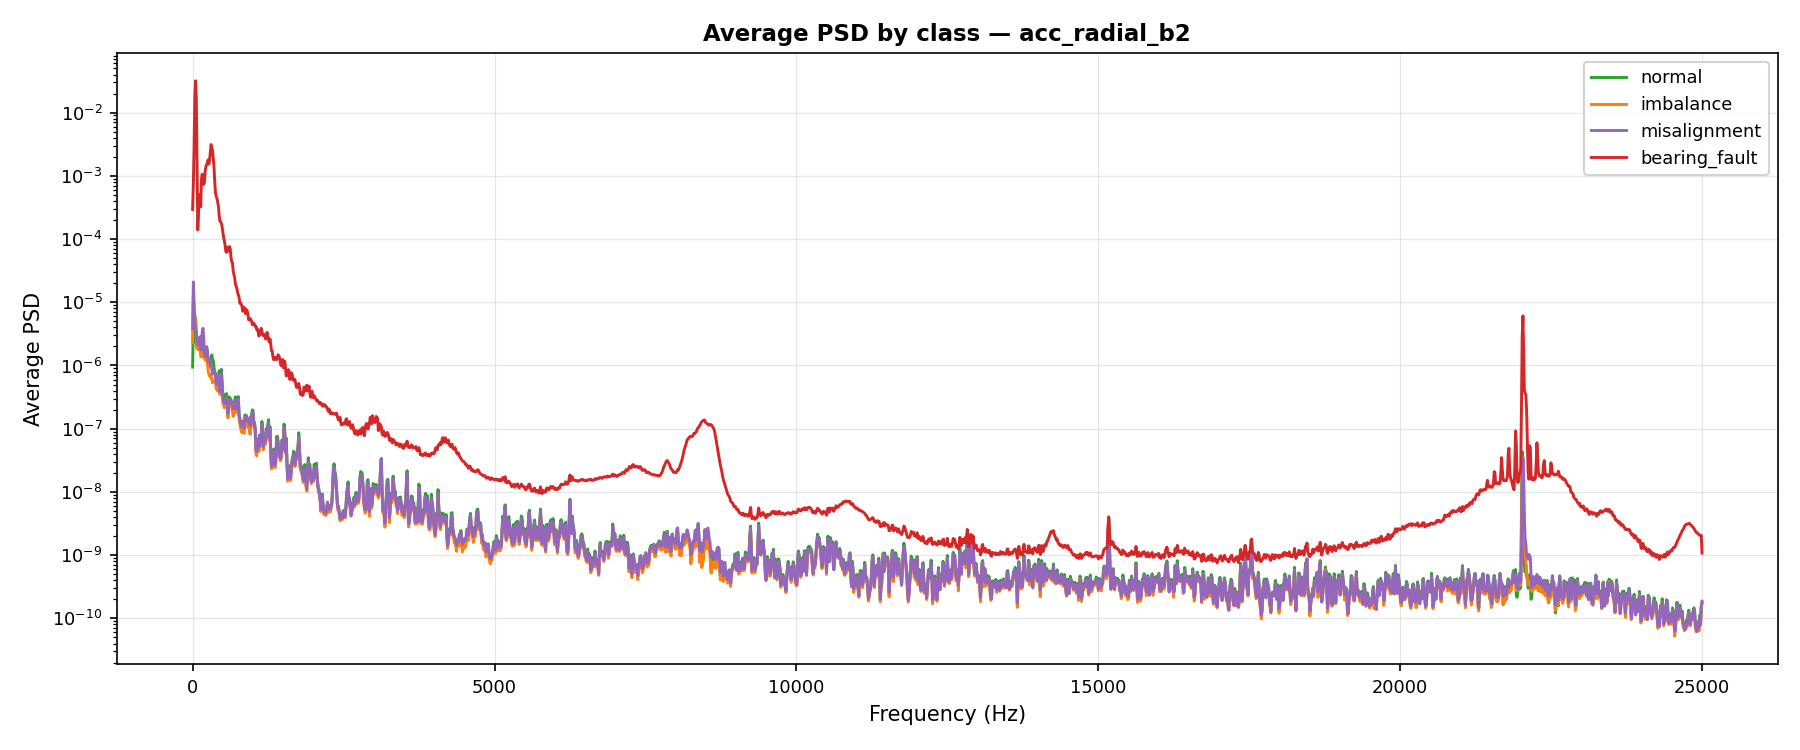 Average PSD by class — acc_radial_b2
normal
imbalance
misalignment
bearing_fault
Average PSD
10⁻²
10⁻³
10⁻⁴
10⁻⁵
10⁻⁶
10⁻⁷
10⁻⁸
10⁻⁹
10⁻¹⁰
0 5000 10000 15000 20000 25000
Frequency (Hz)